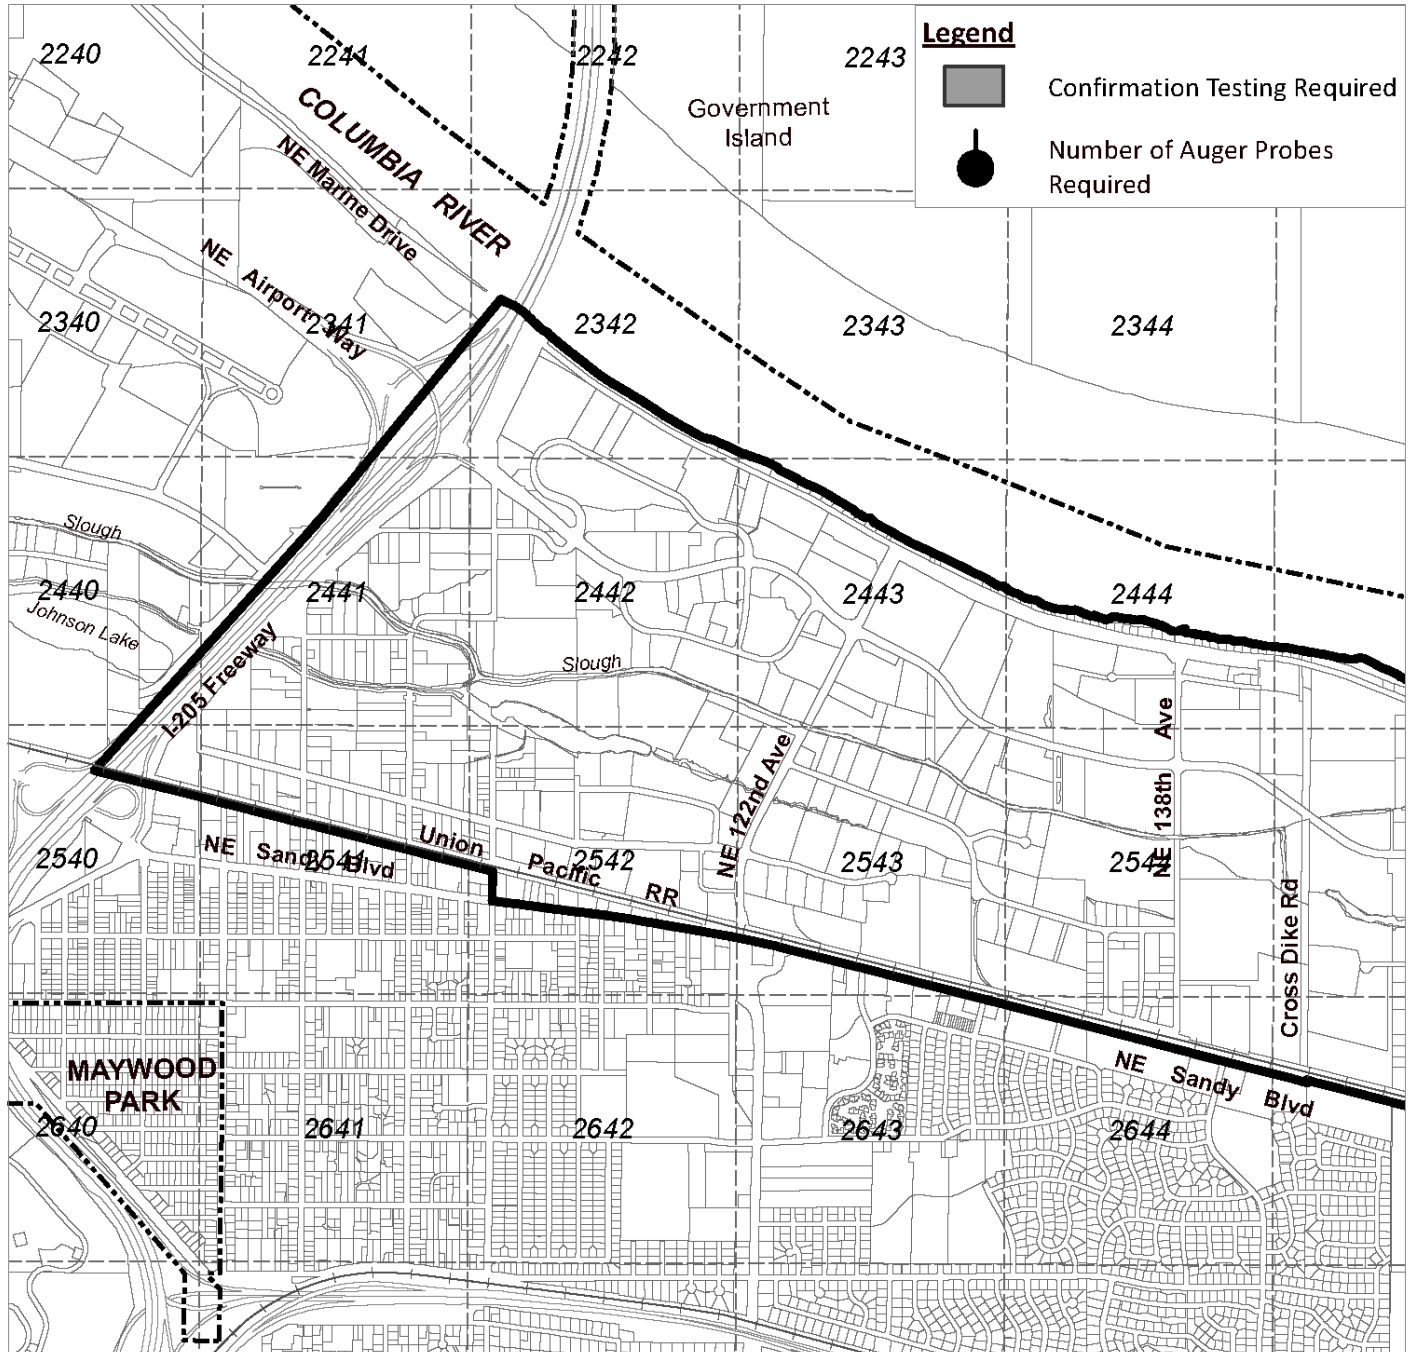 Legend
Confirmation Testing Required
Number of Auger Probes
Required
2240
2241
2242
2243
Government
Island
COLUMBIA RIVER
NE Marine Drive
NE Airport Way
2340
2341
2342
2343
2344
Slough
2440
2441
2442
2443
2444
Johnson Lake
I-205 Freeway
Slough
NE 122nd Ave
NE 138th Ave
Cross Dike Rd
2540
NE Sandy Blvd
2541
Union Pacific RR
2542
2543
2544
NE Sandy Blvd
MAYWOOD
PARK
2640
2641
2642
2643
2644